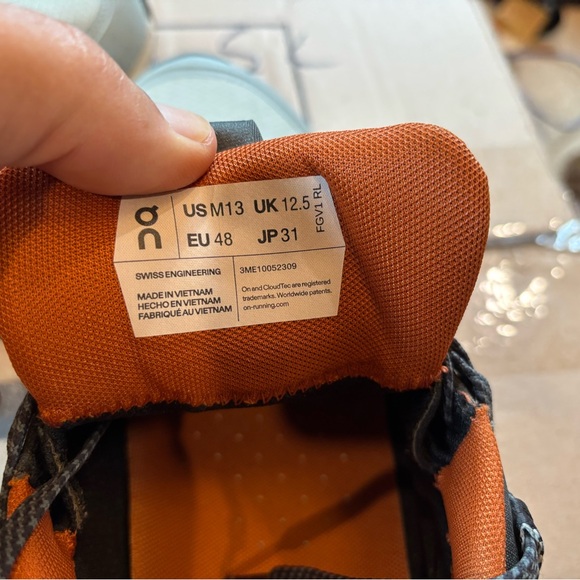 on
US M13 UK 12.5
EU 48 JP 31
FGV1 RL
SWISS ENGINEERING
3ME10052309
MADE IN VIETNAM
HECHO EN VIETNAM
FABRIQUÉ AU VIETNAM
On and CloudTec are registered
trademarks. Worldwide patents.
on-running.com